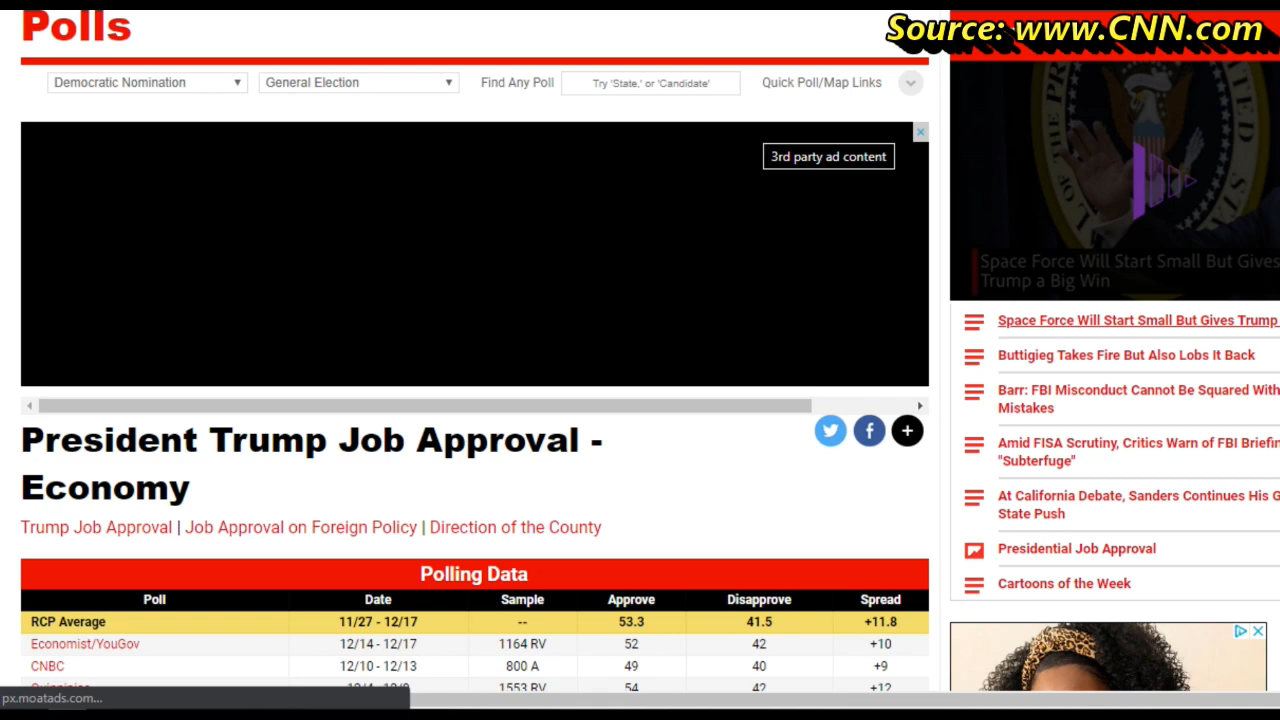 Polls
Source: www.CNN.com
Democratic Nomination
General Election
Find Any Poll
Try 'State,' or 'Candidate'
Quick Poll/Map Links
3rd party ad content
Space Force Will Start Small But Gives
Trump a Big Win
Space Force Will Start Small But Gives Trump
Buttigieg Takes Fire But Also Lobs It Back
Barr: FBI Misconduct Cannot Be Squared With
Mistakes
Amid FISA Scrutiny, Critics Warn of FBI
"Subterfuge"
At California Debate, Sanders Continues His
State Push
Presidential Job Approval
Cartoons of the Week
President Trump Job Approval -
Economy
Trump Job Approval | Job Approval on Foreign Policy | Direction of the County
Polling Data
Poll Date Sample Approve Disapprove Spread
RCP Average 11/27 - 12/17 -- 53.3 41.5 +11.8
Economist/YouGov 12/14 - 12/17 1164 RV 52 42 +10
CNBC 12/10 - 12/13 800 A 49 40 +9
1553 RV 54 42 +12
px.moatads.com...